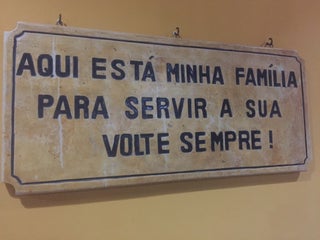 AQUI ESTÁ MINHA FAMÍLIA
PARA SERVIR A SUA
VOLTE SEMPRE!